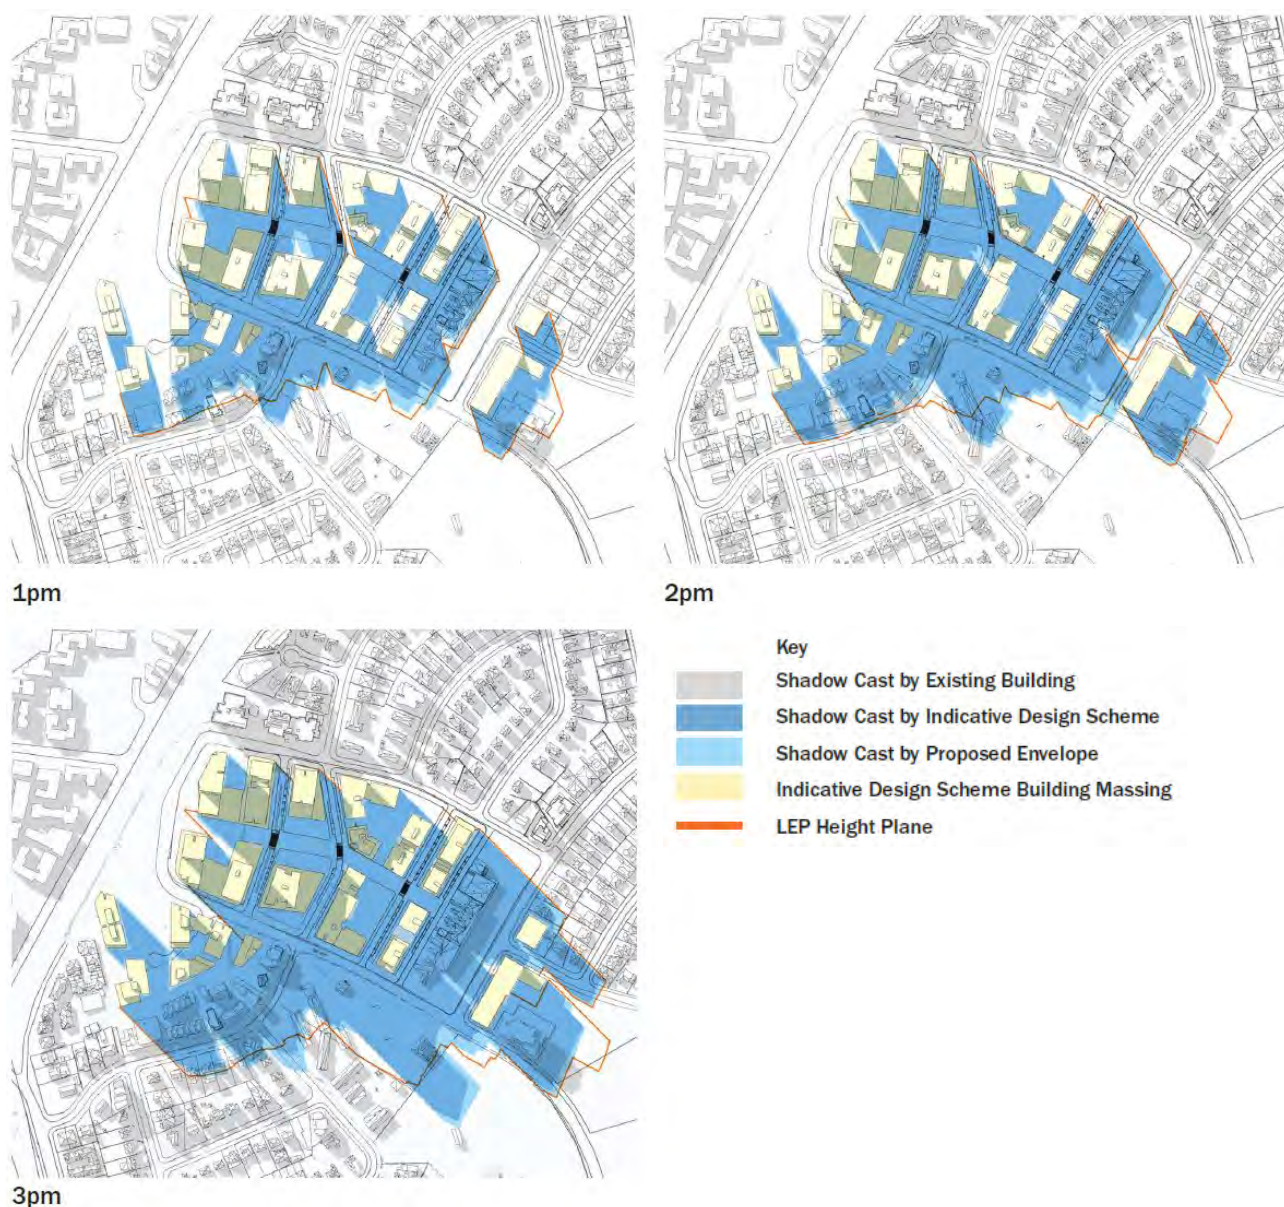 1pm
2pm
3pm
Key
Shadow Cast by Existing Building
Shadow Cast by Indicative Design Scheme
Shadow Cast by Proposed Envelope
Indicative Design Scheme Building Massing
LEP Height Plane